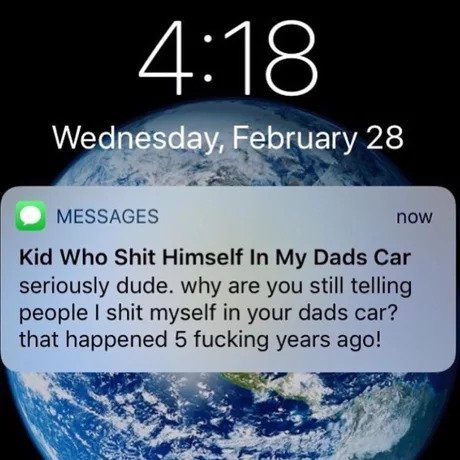 4:18
Wednesday, February 28
MESSAGES now
Kid Who Shit Himself In My Dads Car
seriously dude. why are you still telling
people I shit myself in your dads car?
that happened 5 fucking years ago!